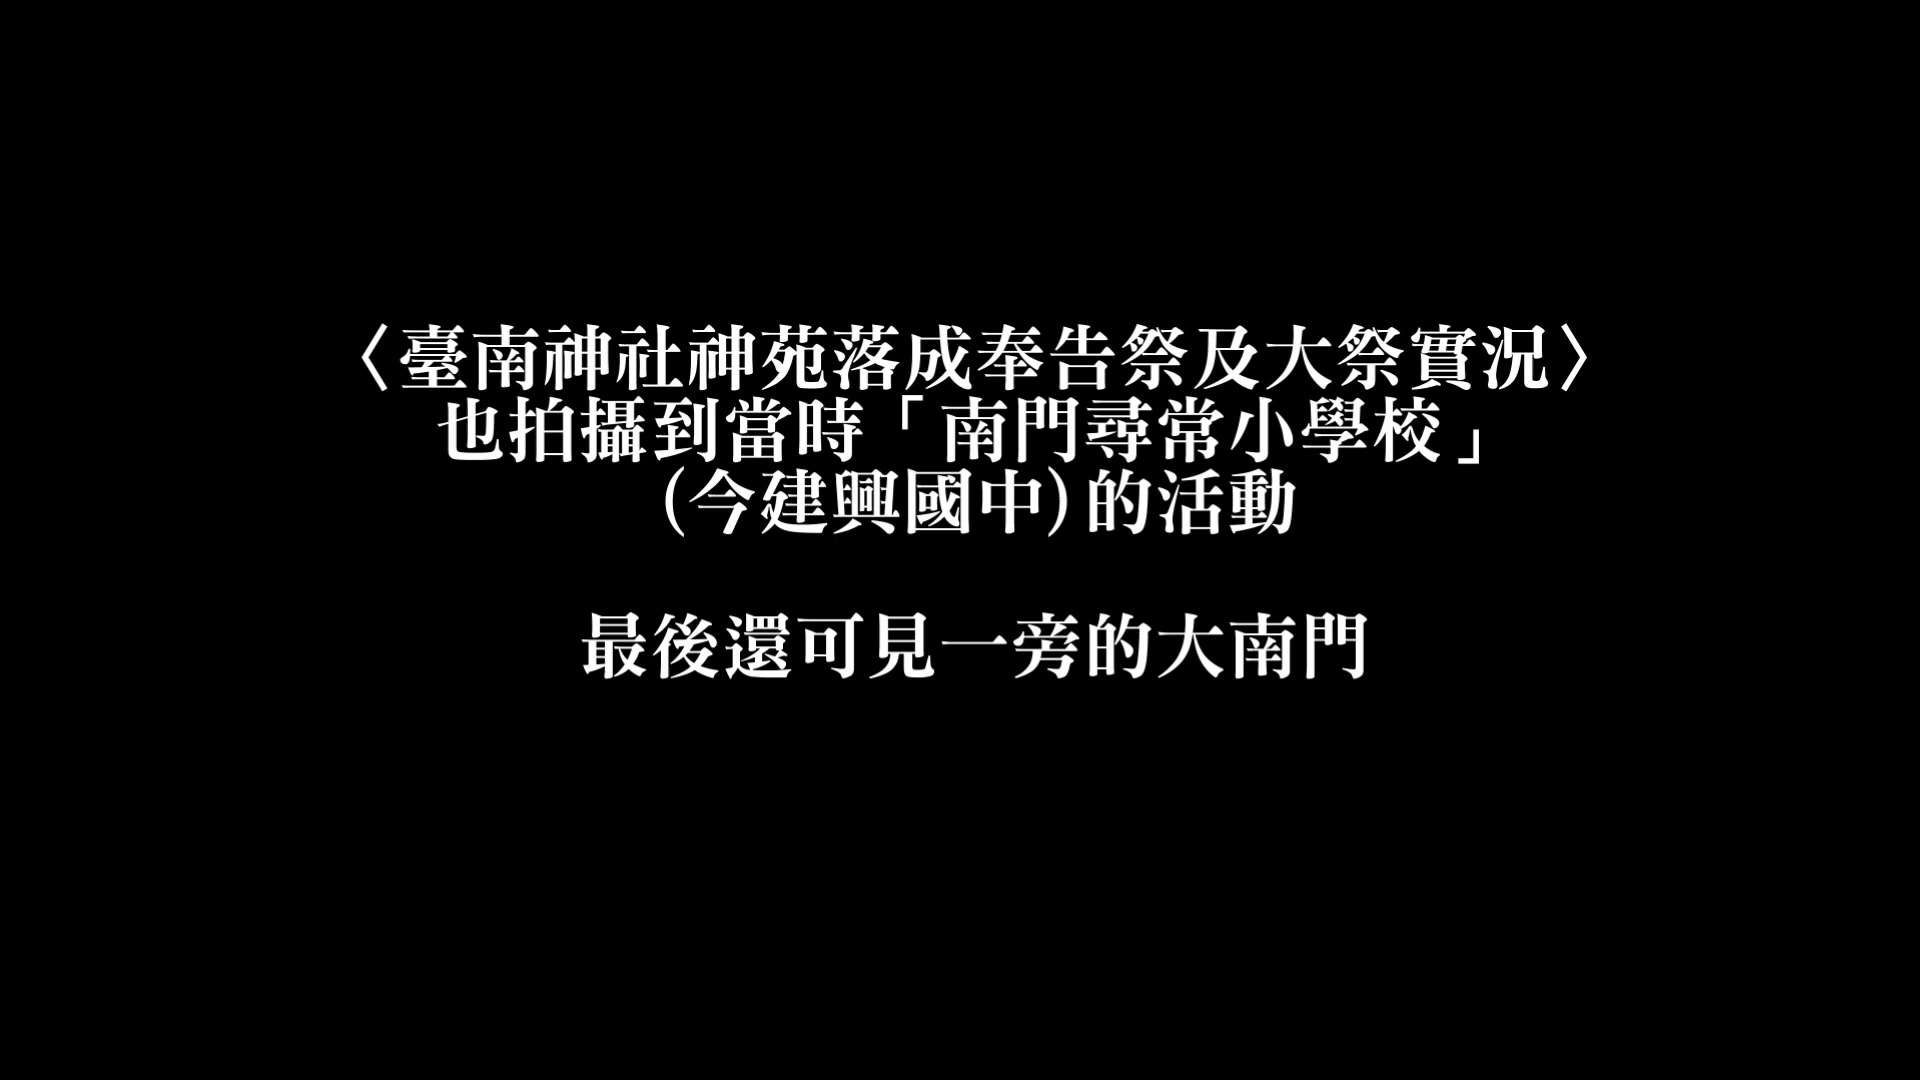 〈臺南神社神苑落成奉告祭及大祭實況〉
也拍攝到當時「南門尋常小學校」
(今建興國中)的活動
最後還可見一旁的大南門